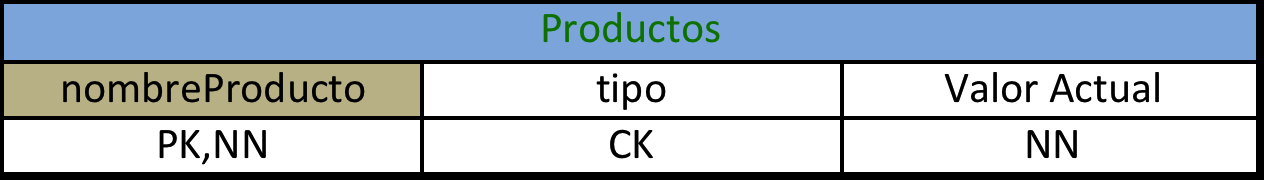 Productos
nombreProducto tipo Valor Actual
PK,NN CK NN